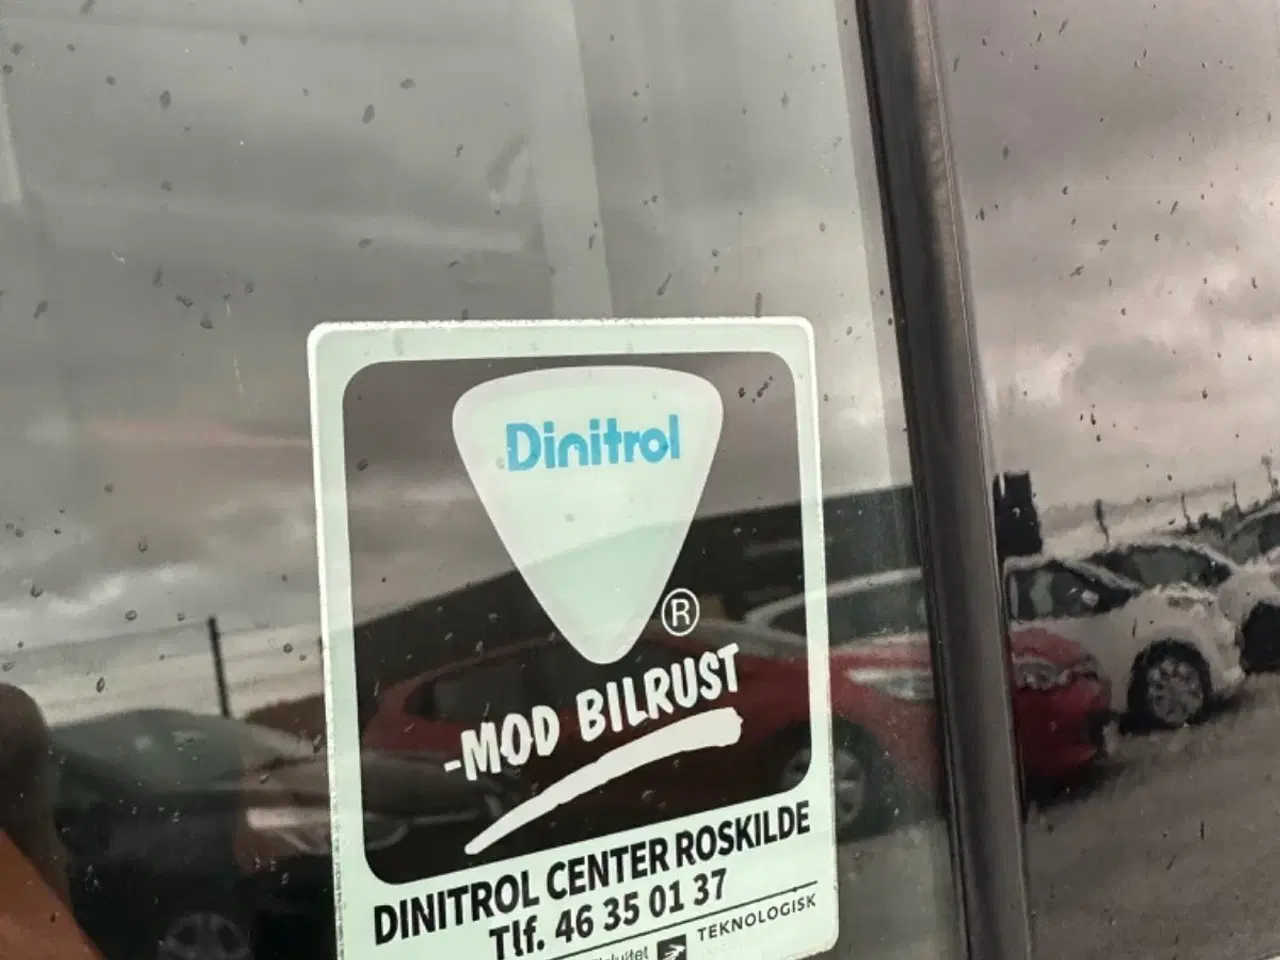 Dinitrol
®
-MOD BILRUST
DINITROL CENTER ROSKILDE
Tlf. 46 35 01 37
TEKNOLOGISK